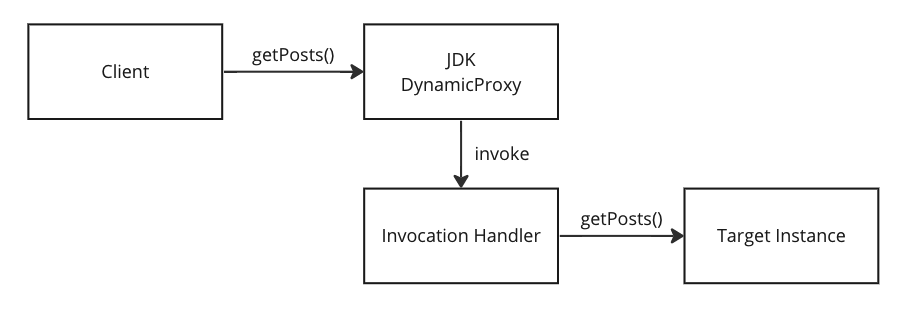 Client
getPosts()
JDK
DynamicProxy
invoke
Invocation Handler
getPosts()
Target Instance